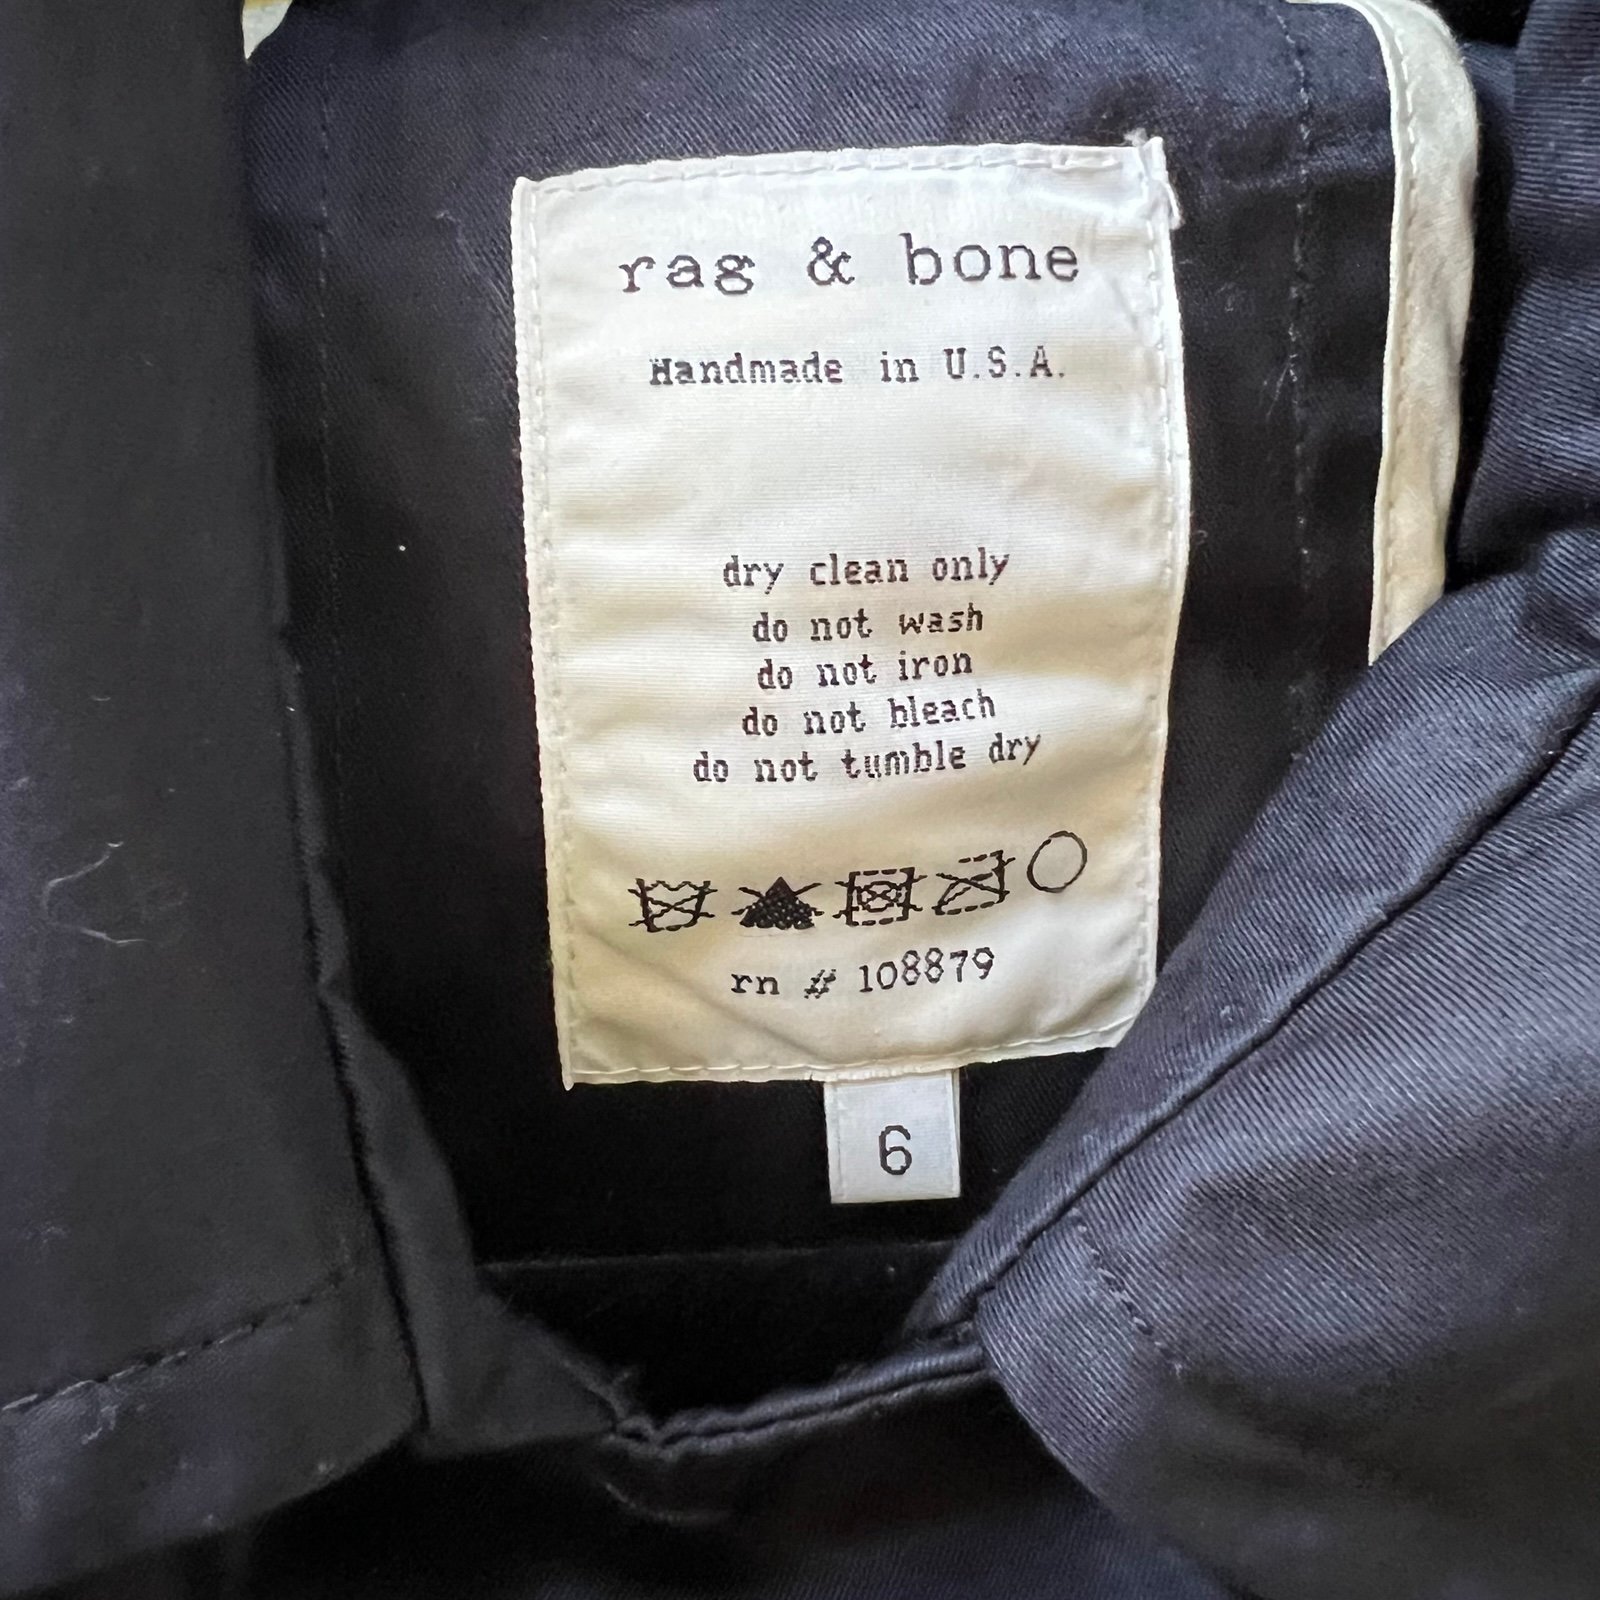 rag & bone
Handmade in U.S.A.
dry clean only
do not wash
do not iron
do not bleach
do not tumble dry
rn # 108879
6